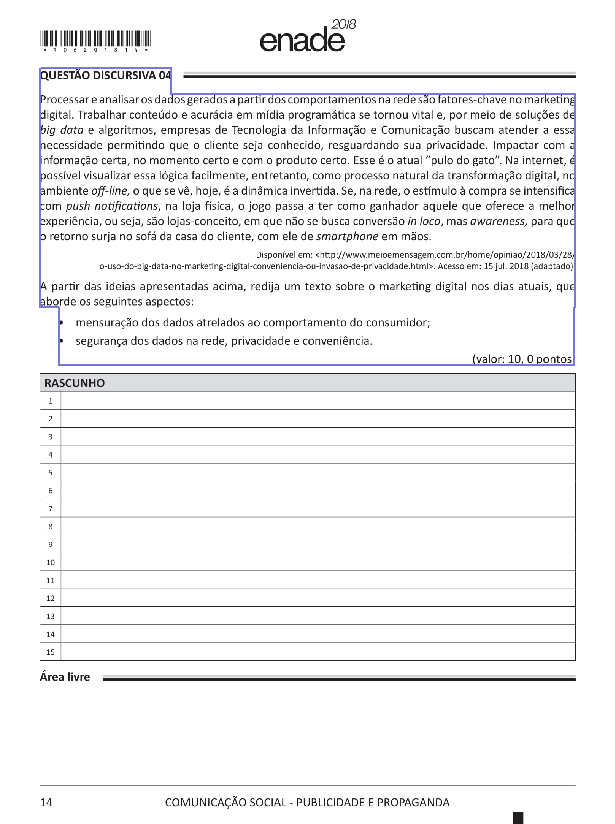 *R0620181 4*
enade
2018
QUESTÃO DISCURSIVA 04
Processar e analisar os dados gerados a partir dos comportamentos na rede são fatores-chave no marketing
digital. Trabalhar conteúdo e acurácia em mídia programática se tornou vital e, por meio de soluções de
big data e algoritmos, empresas de Tecnologia da Informação e Comunicação buscam atender a essa
necessidade permitindo que o cliente seja conhecido, resguardando sua privacidade. Impactar com a
informação certa, no momento certo e com o produto certo. Esse é o atual "pulo do gato". Na internet, é
possível visualizar essa lógica facilmente, entretanto, como processo natural da transformação digital, no
ambiente off-line, o que se vê, hoje, é a dinâmica invertida. Se, na rede, o estímulo à compra se intensifica
com push notifications, na loja física, o jogo passa a ter como ganhador aquele que oferece a melhor
experiência, ou seja, são lojas-conceito, em que não se busca conversão in loco, mas awareness, para que
o retorno surja no sofá da casa do cliente, com ele de smartphone em mãos.
Disponível em: <http://www.meioemensagem.com.br/home/opiniao/2018/03/28/
o-uso-do-big-data-no-marketing-digital-conveniencia-ou-invasao-de-privacidade.html>. Acesso em: 15 jul. 2018 (adaptado).
A partir das ideias apresentadas acima, redija um texto sobre o marketing digital nos dias atuais, que
aborde os seguintes aspectos:
• mensuração dos dados atrelados ao comportamento do consumidor;
• segurança dos dados na rede, privacidade e conveniência.
(valor: 10, 0 pontos)
RASCUNHO
1
2
3
4
5
6
7
8
9
10
11
12
13
14
15
Área livre
14
COMUNICAÇÃO SOCIAL - PUBLICIDADE E PROPAGANDA